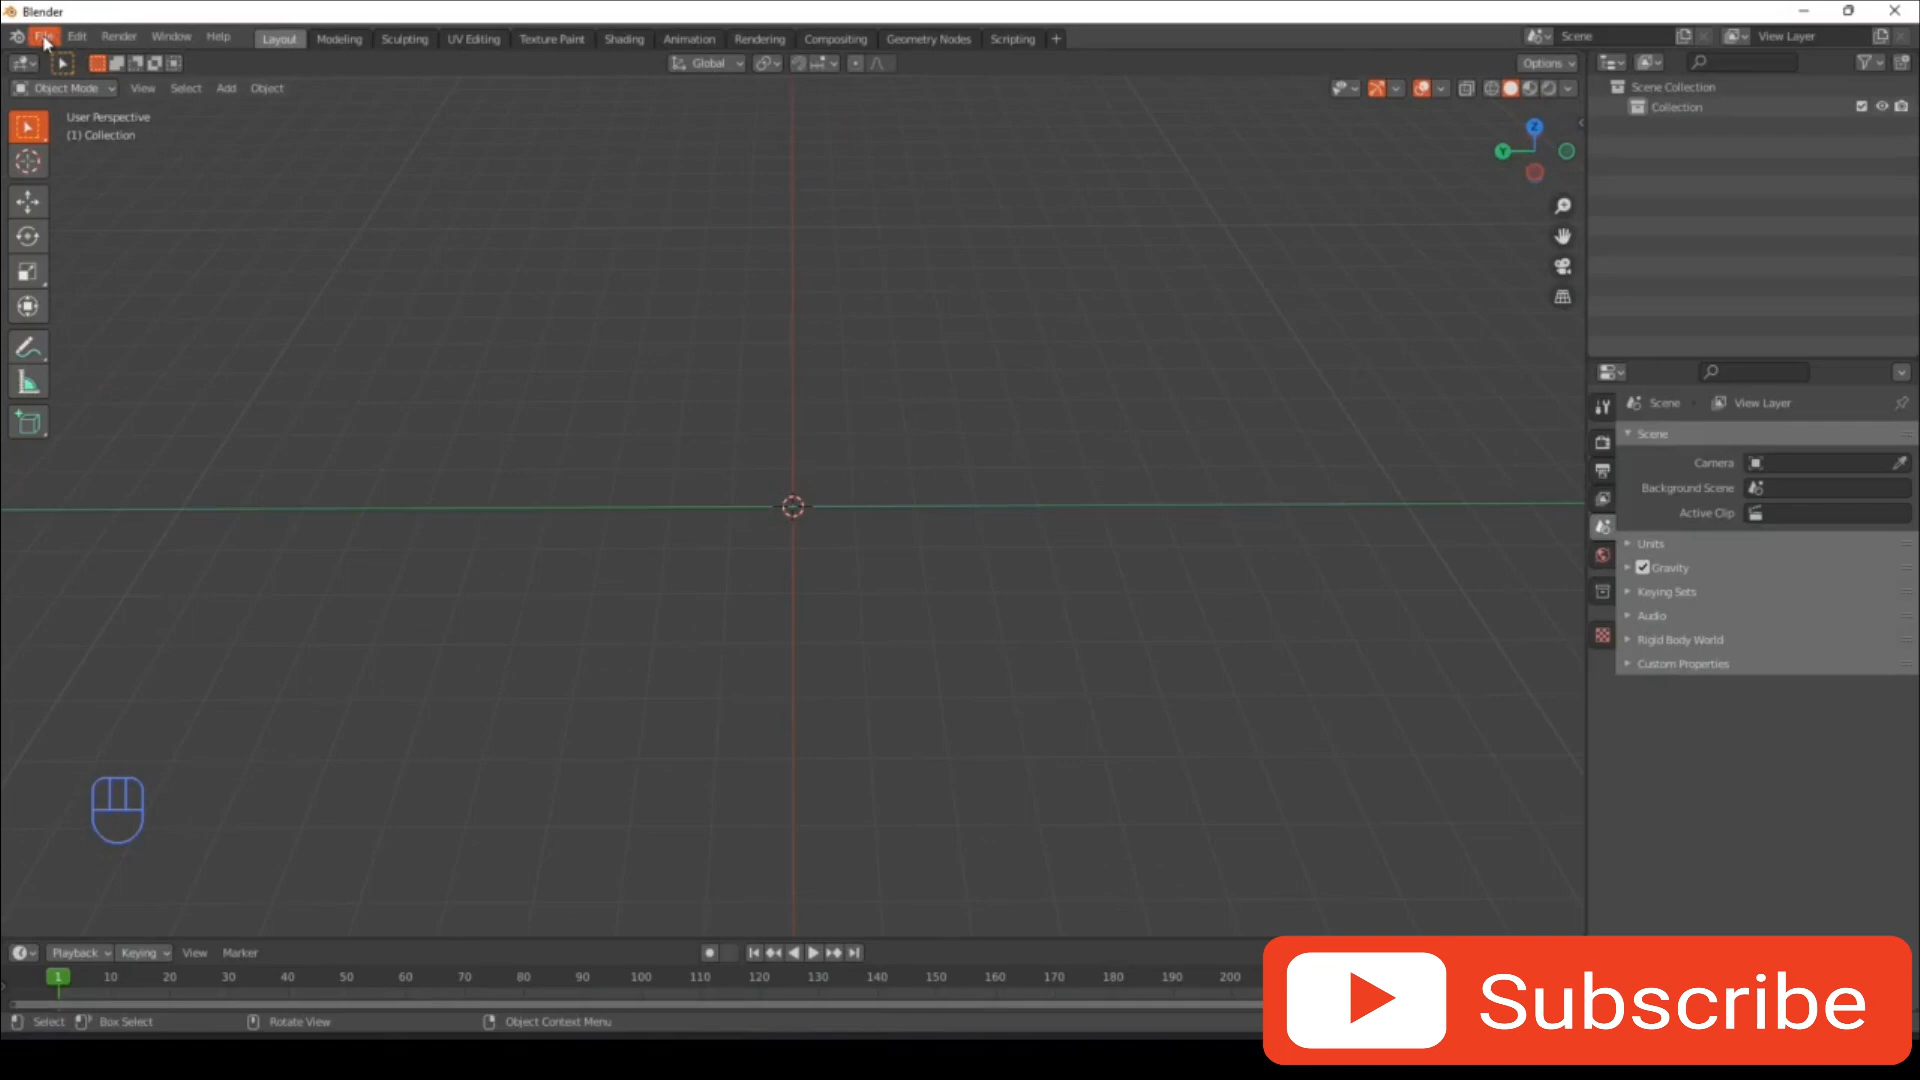 Blender
File Edit Render Window Help Layout Modeling Sculpting UV Editing Texture Paint Shading Animation Rendering Compositing Geometry Nodes Scripting + Scene View Layer
Global Options
Object Mode View Select Add Object
User Perspective
(1) Collection
Z
Y
Scene Collection
Collection
Scene View Layer
Scene
Camera
Background Scene
Active Clip
Units
Gravity
Keying Sets
Audio
Rigid Body World
Custom Properties
Playback Keying View Marker
1 10 20 30 40 50 60 70 80 90 100 110 120 130 140 150 160 170 180 190 200
Select Box Select Rotate View Object Context Menu
Subscribe